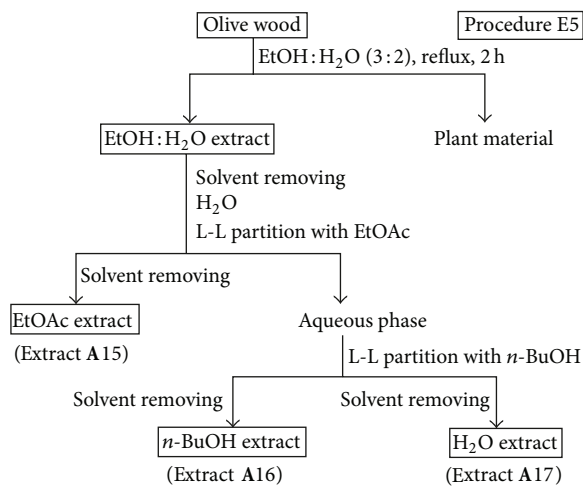 Olive wood
Procedure E5
EtOH:H₂O (3:2), reflux, 2 h
EtOH:H₂O extract
Plant material
Solvent removing
H₂O
L-L partition with EtOAc
Solvent removing
EtOAc extract
Aqueous phase
(Extract A15)
L-L partition with n-BuOH
Solvent removing
Solvent removing
n-BuOH extract
H₂O extract
(Extract A16)
(Extract A17)